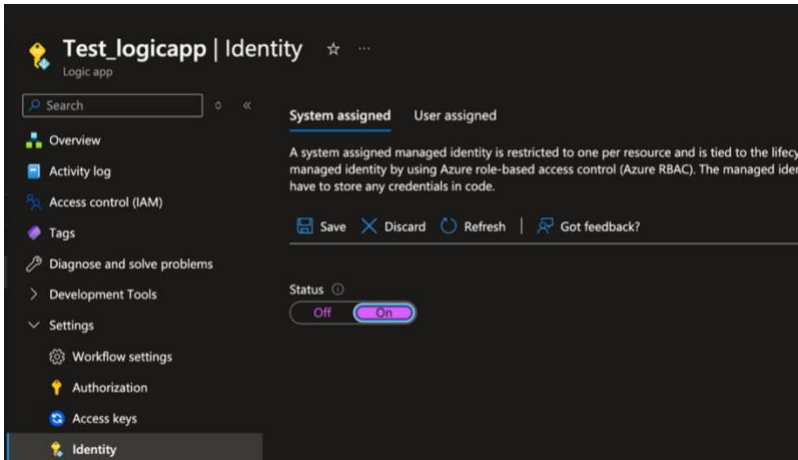 Test_logicapp | Identity
Logic app
Search
Overview
Activity log
Access control (IAM)
Tags
Diagnose and solve problems
Development Tools
Settings
Workflow settings
Authorization
Access keys
Identity
System assigned User assigned
A system assigned managed identity is restricted to one per resource and is tied to the lifecy
managed identity by using Azure role-based access control (Azure RBAC). The managed iden
have to store any credentials in code.
Save Discard Refresh | Got feedback?
Status
Off On